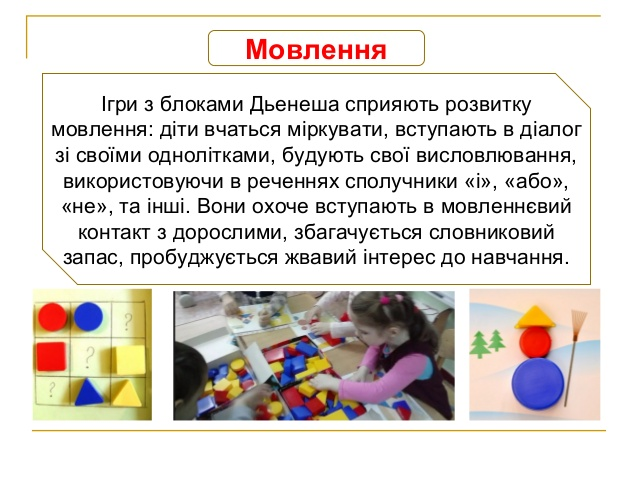 Мовлення
Ігри з блоками Дьенеша сприяють розвитку
мовлення: діти вчаться міркувати, вступають в діалог
зі своїми однолітками, будують свої висловлювання,
використовуючи в реченнях сполучники «і», «або»,
«не», та інші. Вони охоче вступають в мовленнєвий
контакт з дорослими, збагачується словниковий
запас, пробуджується жвавий інтерес до навчання.
?
?
?